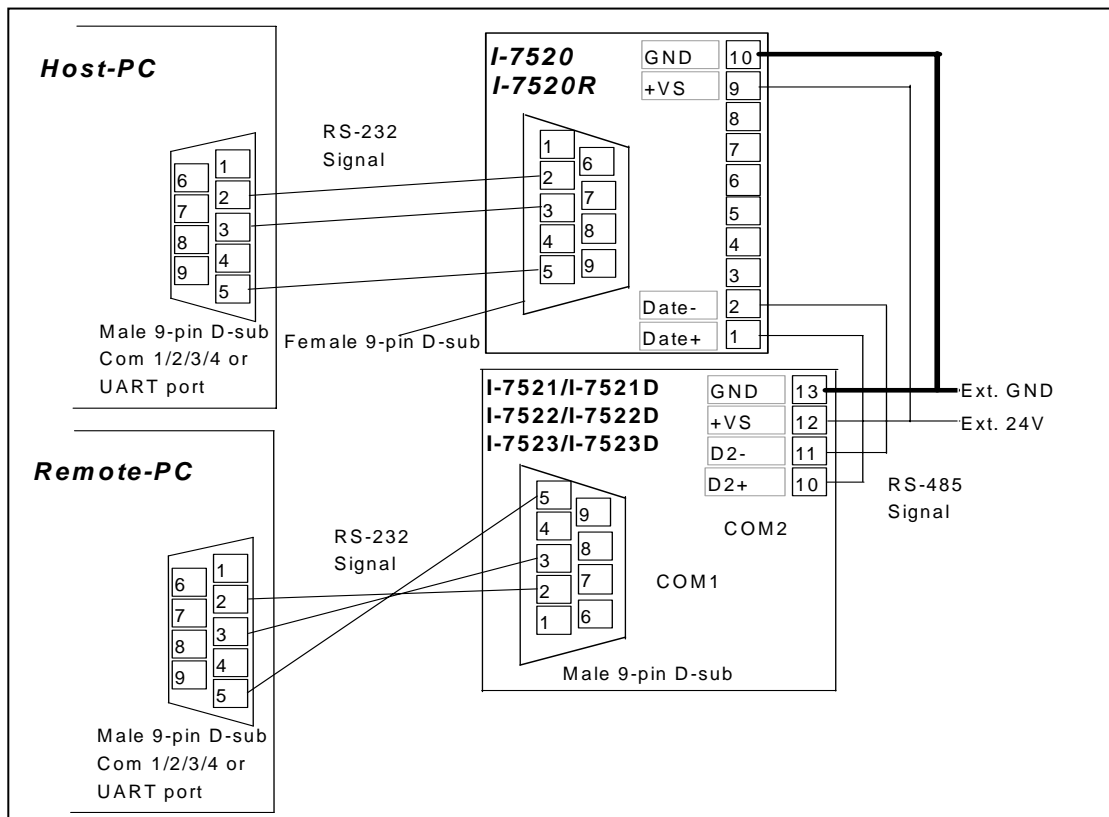 Host-PC
RS-232
Signal
1
2
3
4
5
6
7
8
9
Male 9-pin D-sub
Com 1/2/3/4 or
UART port
I-7520
I-7520R
1
2
3
4
5
6
7
8
9
Female 9-pin D-sub
GND 10
+VS 9
8
7
6
5
4
3
Date- 2
Date+ 1
Remote-PC
RS-232
Signal
1
2
3
4
5
6
7
8
9
Male 9-pin D-sub
Com 1/2/3/4 or
UART port
I-7521/I-7521D
I-7522/I-7522D
I-7523/I-7523D
5
4
3
2
1
9
8
7
6
COM1
Male 9-pin D-sub
GND 13
+VS 12
D2- 11
D2+ 10
COM2
Ext. GND
Ext. 24V
RS-485
Signal